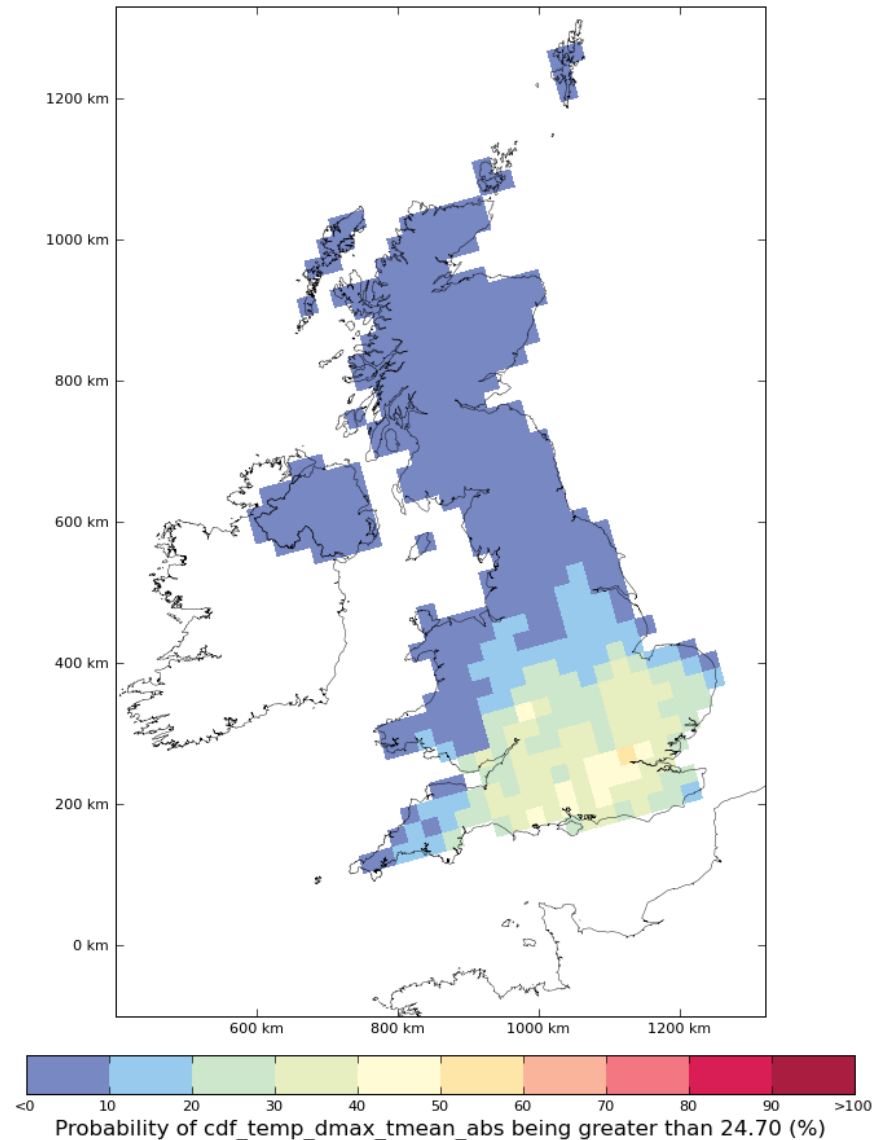 1200 km
1000 km
800 km
600 km
400 km
200 km
0 km
600 km 800 km 1000 km 1200 km
<0 10 20 30 40 50 60 70 80 90 >100
Probability of cdf_temp_dmax_tmean_abs being greater than 24.70 (%)